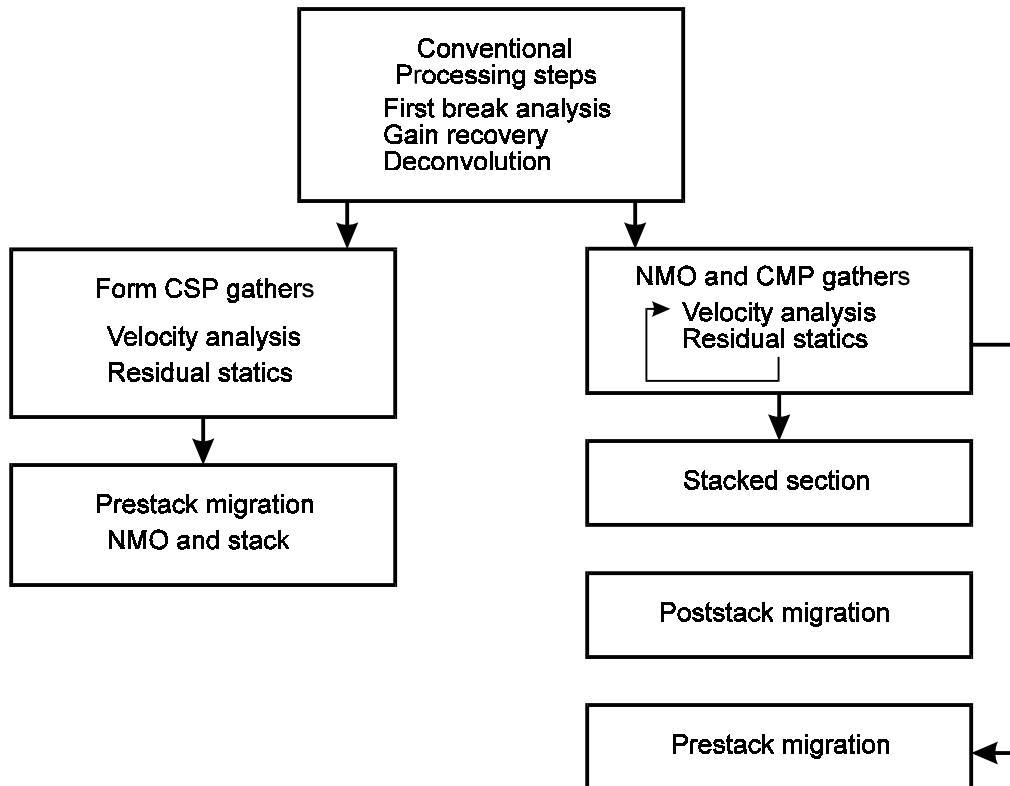 Conventional
Processing steps
First break analysis
Gain recovery
Deconvolution
Form CSP gathers
Velocity analysis
Residual statics
Prestack migration
NMO and stack
NMO and CMP gathers
Velocity analysis
Residual statics
Stacked section
Poststack migration
Prestack migration